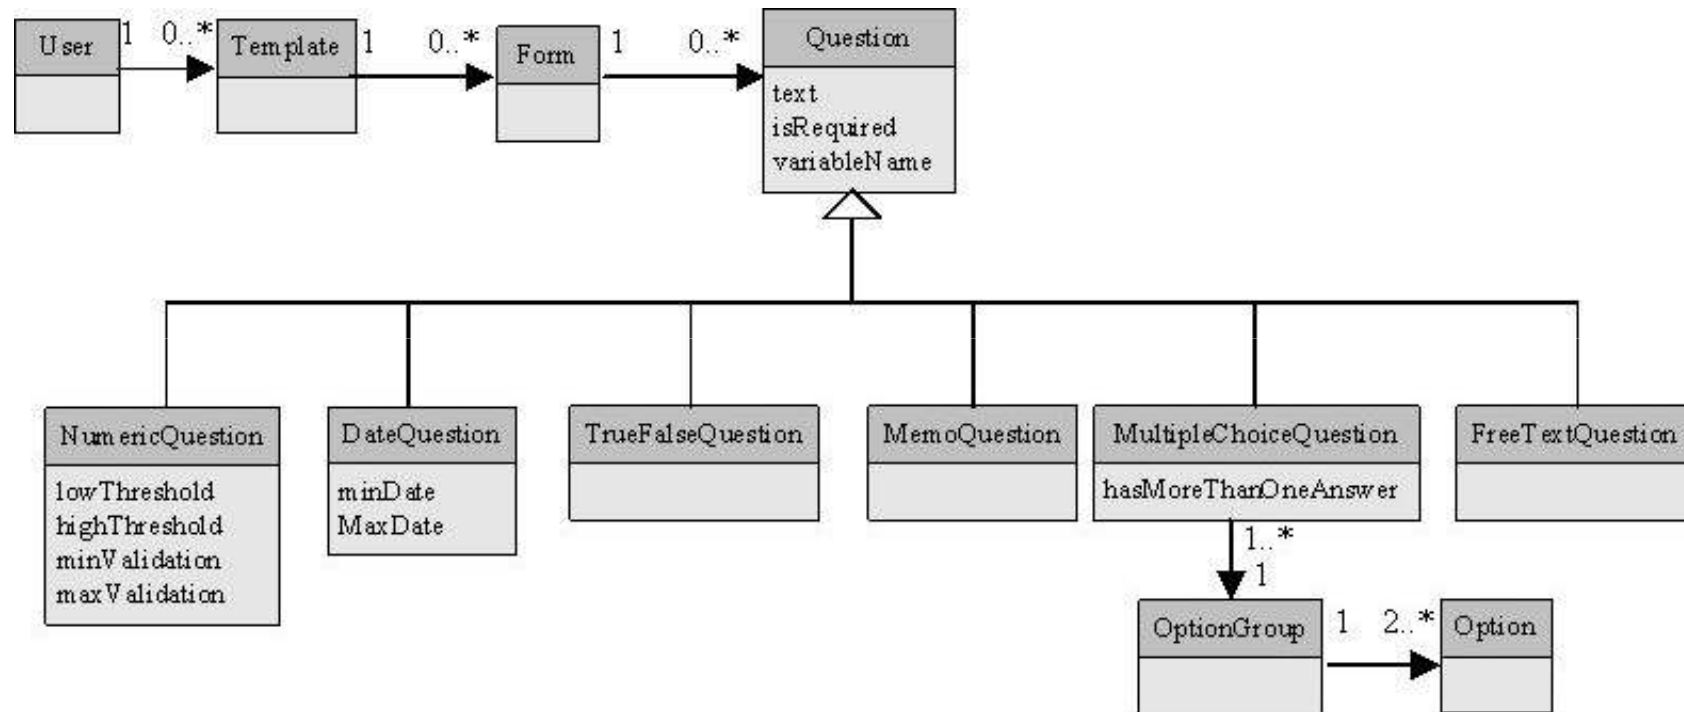 User
1
0..*
Template
1
0..*
Form
1
0..*
Question
text
isRequired
variableName
NumericQuestion
lowThreshold
highThreshold
minValidation
maxValidation
DateQuestion
minDate
MaxDate
TrueFalseQuestion
MemoQuestion
MultipleChoiceQuestion
hasMoreThanOneAnswer
FreeTextQuestion
1..*
1
OptionGroup
1
2..*
Option